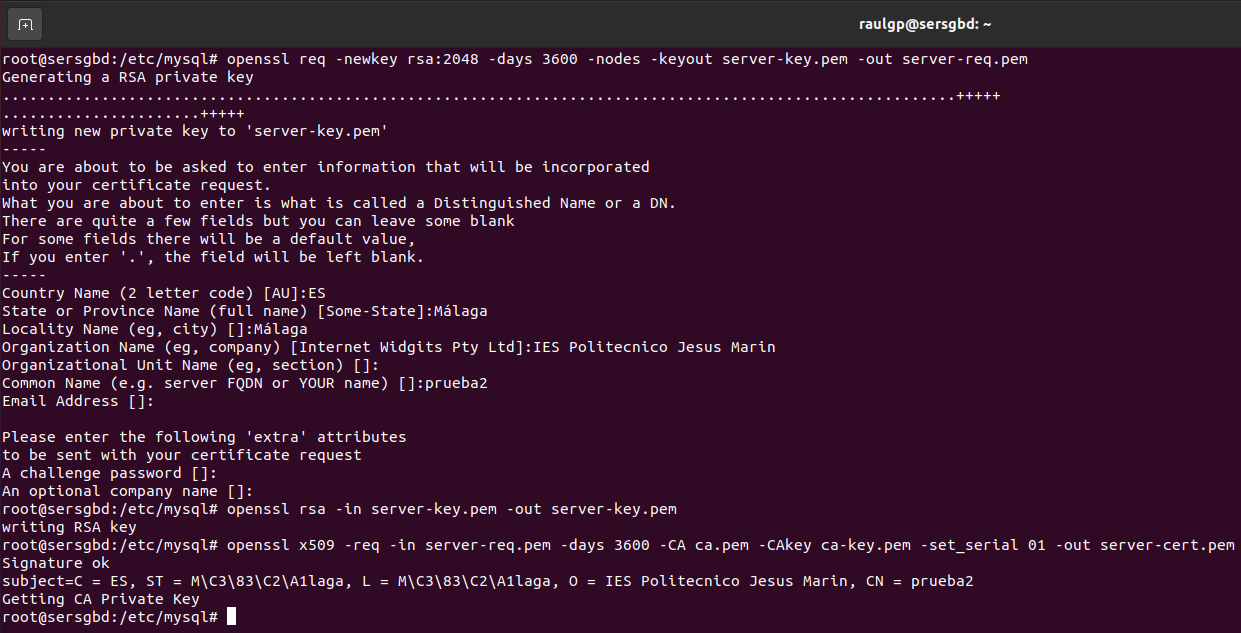 raulgp@sersgbd: ~
root@sersgbd:/etc/mysql# openssl req -newkey rsa:2048 -days 3600 -nodes -keyout server-key.pem -out server-req.pem
Generating a RSA private key
..........................................................................................................+++++
......................+++++
writing new private key to 'server-key.pem'
-----
You are about to be asked to enter information that will be incorporated
into your certificate request.
What you are about to enter is what is called a Distinguished Name or a DN.
There are quite a few fields but you can leave some blank
For some fields there will be a default value,
If you enter '.', the field will be left blank.
-----
Country Name (2 letter code) [AU]:ES
State or Province Name (full name) [Some-State]:Málaga
Locality Name (eg, city) []:Málaga
Organization Name (eg, company) [Internet Widgits Pty Ltd]:IES Politecnico Jesus Marin
Organizational Unit Name (eg, section) []:
Common Name (e.g. server FQDN or YOUR name) []:prueba2
Email Address []:

Please enter the following 'extra' attributes
to be sent with your certificate request
A challenge password []:
An optional company name []:
root@sersgbd:/etc/mysql# openssl rsa -in server-key.pem -out server-key.pem
writing RSA key
root@sersgbd:/etc/mysql# openssl x509 -req -in server-req.pem -days 3600 -CA ca.pem -CAkey ca-key.pem -set_serial 01 -out server-cert.pem
Signature ok
subject=C = ES, ST = M\C3\83\C2\A1laga, L = M\C3\83\C2\A1laga, O = IES Politecnico Jesus Marin, CN = prueba2
Getting CA Private Key
root@sersgbd:/etc/mysql#